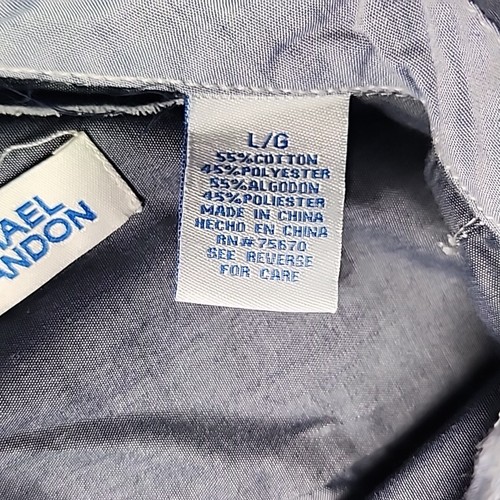 AEL
ANDON
L/G
55%COTTON
45%POLYESTER
55%ALGODON
45%POLIESTER
MADE IN CHINA
HECHO EN CHINA
RN#75670
SEE REVERSE
FOR CARE